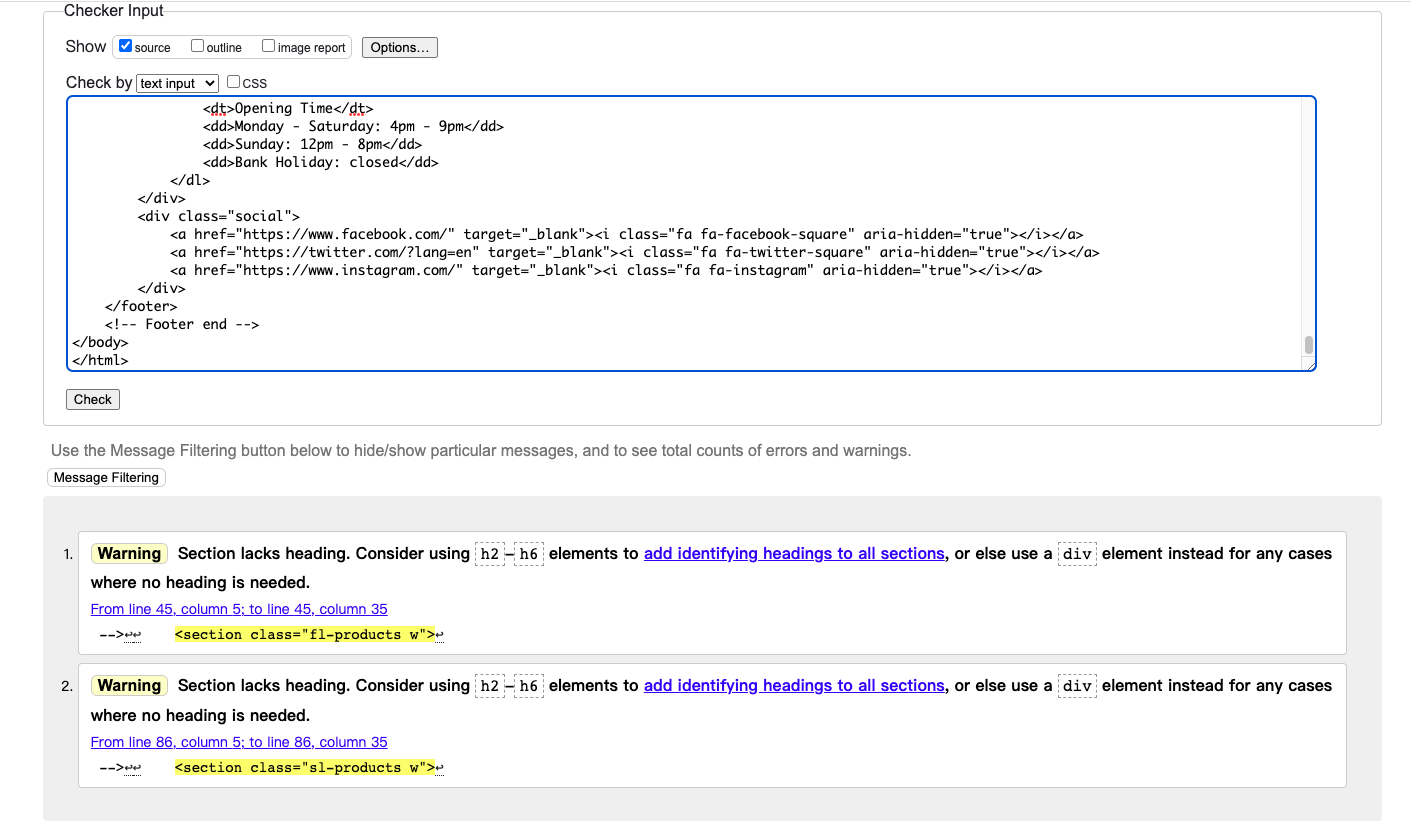 Checker Input
Show source outline image report Options...
Check by text input CSS
<dt>Opening Time</dt>
<dd>Monday - Saturday: 4pm - 9pm</dd>
<dd>Sunday: 12pm - 8pm</dd>
<dd>Bank Holiday: closed</dd>
</dl>
</div>
<div class="social">
<a href="https://www.facebook.com/" target="_blank"><i class="fa fa-facebook-square" aria-hidden="true"></i></a>
<a href="https://twitter.com/?lang=en" target="_blank"><i class="fa fa-twitter-square" aria-hidden="true"></i></a>
<a href="https://www.instagram.com/" target="_blank"><i class="fa fa-instagram" aria-hidden="true"></i></a>
</div>
</footer>
<!-- Footer end -->
</body>
</html>
Check
Use the Message Filtering button below to hide/show particular messages, and to see total counts of errors and warnings.
Message Filtering
1. Warning Section lacks heading. Consider using h2–h6 elements to add identifying headings to all sections, or else use a div element instead for any cases
where no heading is needed.
From line 45, column 5; to line 45, column 35
-->↩↩ <section class="fl-products w">↩
2. Warning Section lacks heading. Consider using h2–h6 elements to add identifying headings to all sections, or else use a div element instead for any cases
where no heading is needed.
From line 86, column 5; to line 86, column 35
-->↩↩ <section class="sl-products w">↩